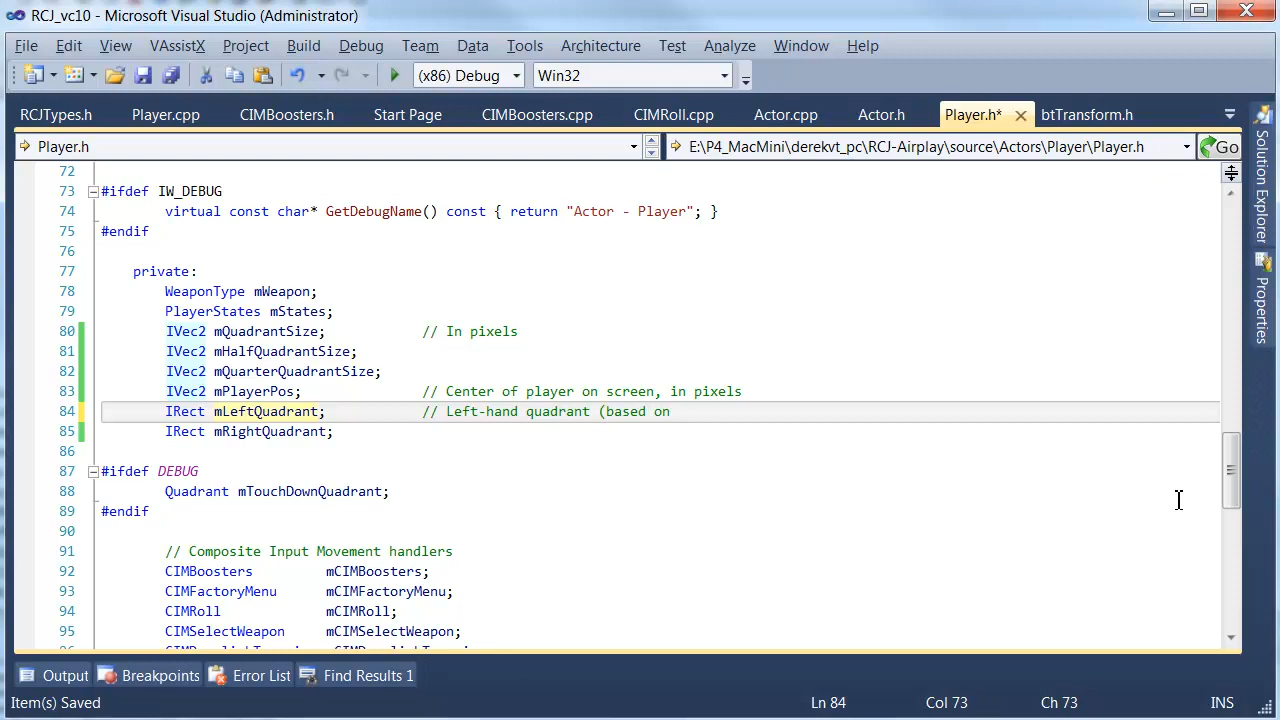 RCJ_vc10 - Microsoft Visual Studio (Administrator)
File Edit View VAssistX Project Build Debug Team Data Tools Architecture Test Analyze Window Help
(x86) Debug Win32
RCJTypes.h Player.cpp CIMBoosters.h Start Page CIMBoosters.cpp CIMRoll.cpp Actor.cpp Actor.h Player.h* btTransform.h
Player.h E:\P4_MacMini\derekvt_pc\RCJ-Airplay\source\Actors\Player\Player.h Go
72
73 #ifdef IW_DEBUG
74 virtual const char* GetDebugName() const { return "Actor - Player"; }
75 #endif
76
77 private:
78 WeaponType mWeapon;
79 PlayerStates mStates;
80 IVec2 mQuadrantSize; // In pixels
81 IVec2 mHalfQuadrantSize;
82 IVec2 mQuarterQuadrantSize;
83 IVec2 mPlayerPos; // Center of player on screen, in pixels
84 IRect mLeftQuadrant; // Left-hand quadrant (based on
85 IRect mRightQuadrant;
86
87 #ifdef DEBUG
88 Quadrant mTouchDownQuadrant;
89 #endif
90
91 // Composite Input Movement handlers
92 CIMBoosters mCIMBoosters;
93 CIMFactoryMenu mCIMFactoryMenu;
94 CIMRoll mCIMRoll;
95 CIMSelectWeapon mCIMSelectWeapon;
Solution Explorer
Properties
Output Breakpoints Error List Find Results 1
Item(s) Saved Ln 84 Col 73 Ch 73 INS